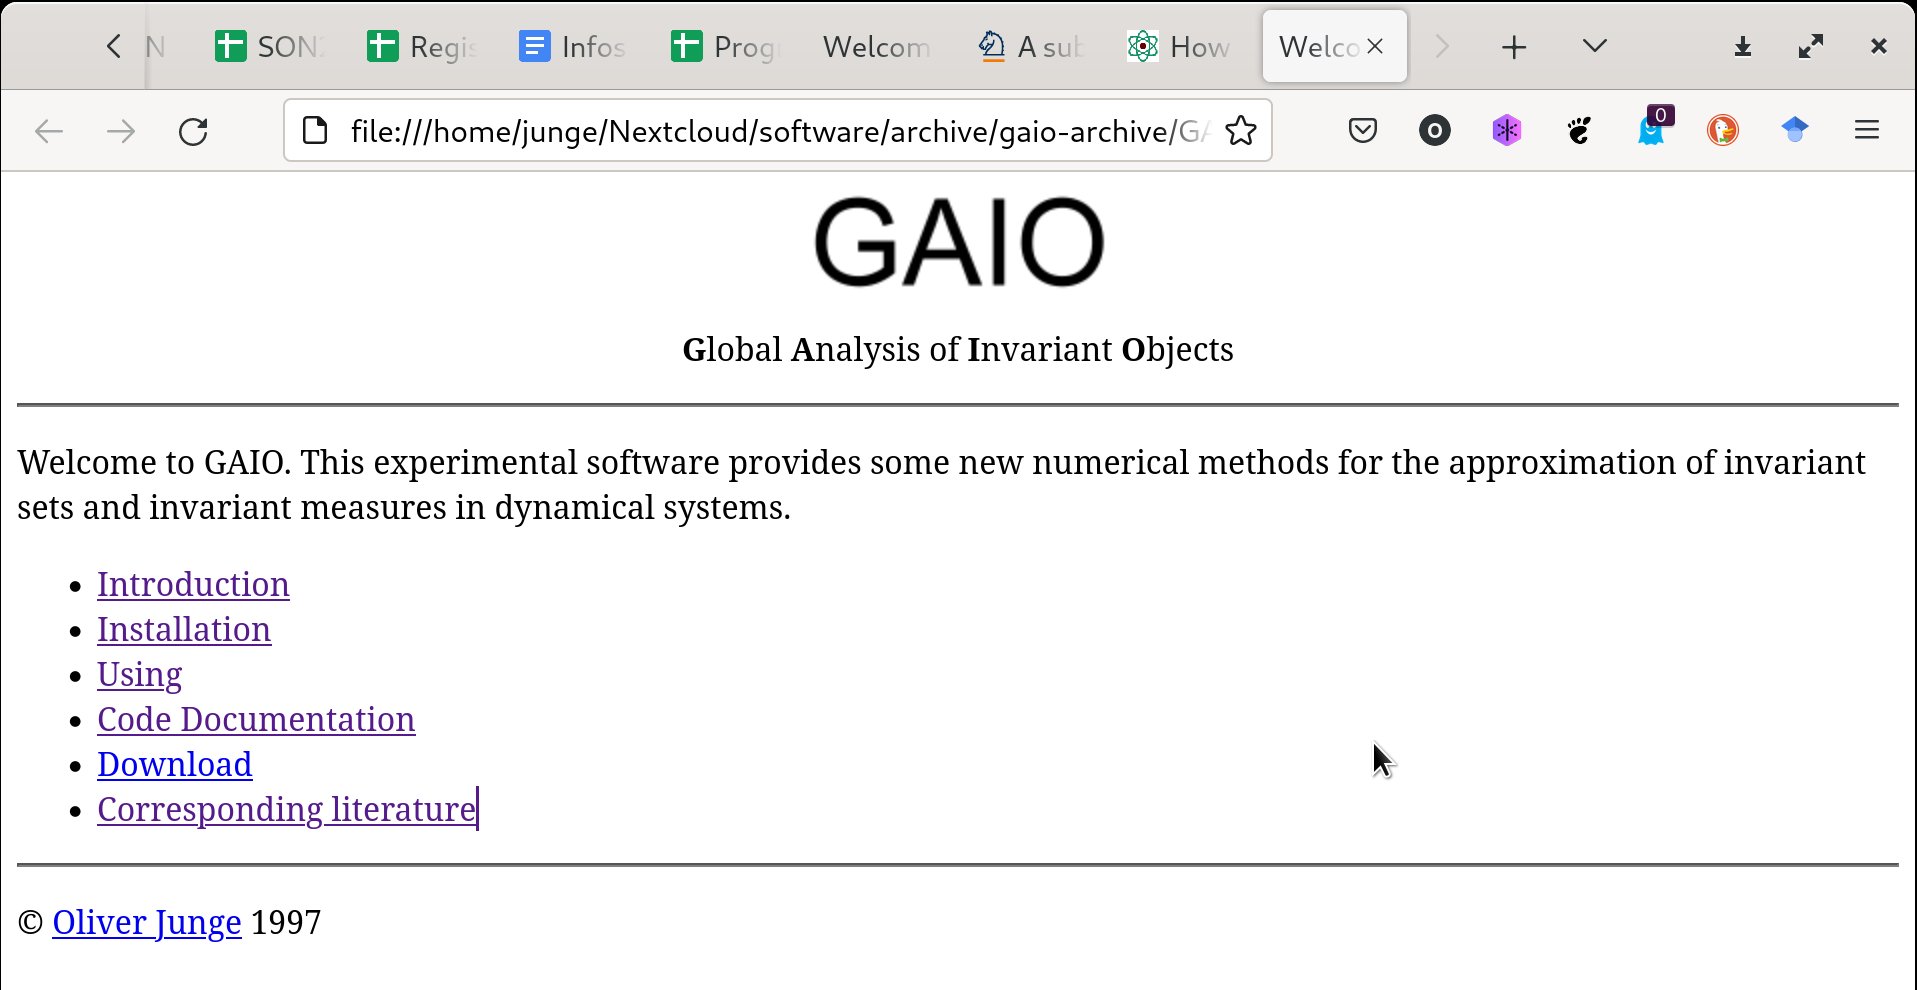 N
SON
Regis
Infos
Prog
Welcom
A sub
How
Welco
file:///home/junge/Nextcloud/software/archive/gaio-archive/GA
O
0
GAIO
Global Analysis of Invariant Objects
Welcome to GAIO. This experimental software provides some new numerical methods for the approximation of invariant
sets and invariant measures in dynamical systems.
• Introduction
• Installation
• Using
• Code Documentation
• Download
• Corresponding literature
© Oliver Junge 1997